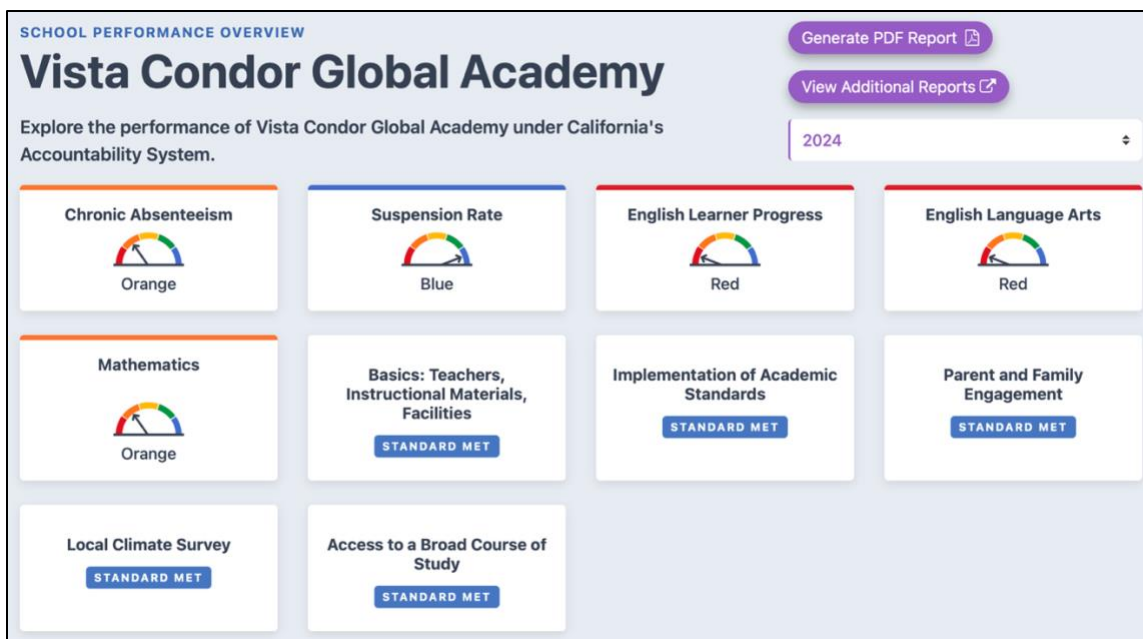 SCHOOL PERFORMANCE OVERVIEW
Vista Condor Global Academy
Explore the performance of Vista Condor Global Academy under California's
Accountability System.
Generate PDF Report
View Additional Reports
2024
Chronic Absenteeism
Orange
Suspension Rate
Blue
English Learner Progress
Red
English Language Arts
Red
Mathematics
Orange
Basics: Teachers,
Instructional Materials,
Facilities
STANDARD MET
Implementation of Academic
Standards
STANDARD MET
Parent and Family
Engagement
STANDARD MET
Local Climate Survey
STANDARD MET
Access to a Broad Course of
Study
STANDARD MET